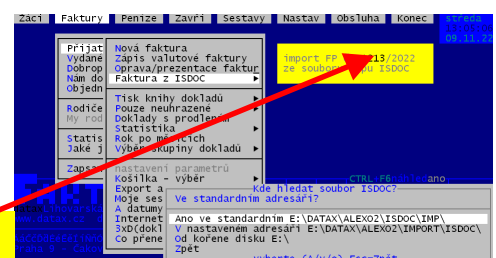 Žáci Faktury Peníze Zavři Sestavy Nastav Obsluha Konec středa
09.11.22
Přijat
Vydané
Dobrop
Nám do
Objedn
Rodiče
My rod
Statis
Jaké j
Zapsan
Nová faktura
Zápis valutové faktury
Oprava/prezentace faktur
Faktura z ISDOC
Tisk knihy dokladů
Pouze neuhrazené
Doklady s prodlením
Statistika
Rok po měsících
Výběr skupiny dokladů
nastavení parametrů
Košilka - výběr
Export a
Moje ses
A datumy
Internet
3xD(dokl
Co přene
import FP 213/2022
ze souboru ISDOC
CTRL F6 ano
Kde hledat soubor ISDOC?
Ve standardním adresáři?
Ano ve standardním E:\DATAX\ALEXO2\ISDOC\IMP\
V nastaveném adresáři E:\DATAX\ALEXO2\IMPORT\ISDOC\
Od kořene disku E:\
Zpět